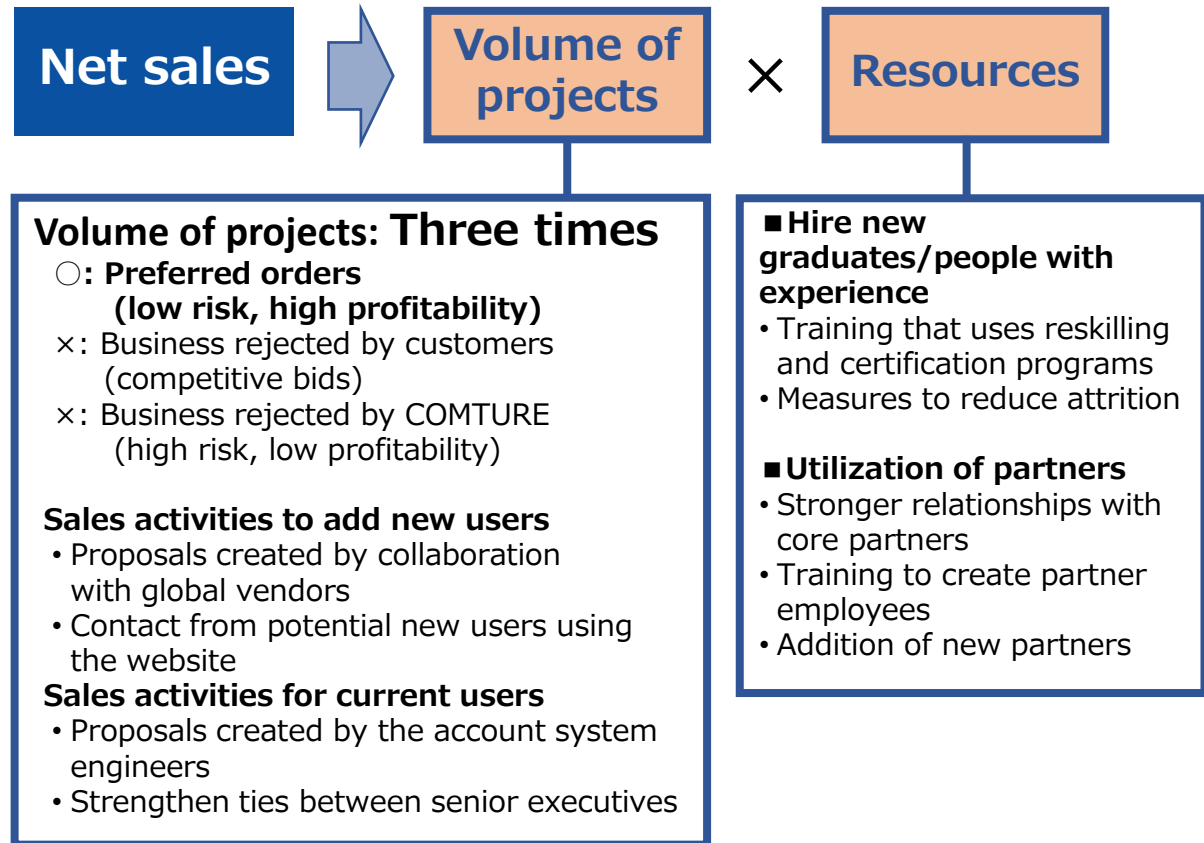 Net sales
Volume of
projects
×
Resources
Volume of projects: Three times
○: Preferred orders
(low risk, high profitability)
×: Business rejected by customers
(competitive bids)
×: Business rejected by COMTURE
(high risk, low profitability)
Sales activities to add new users
• Proposals created by collaboration
with global vendors
• Contact from potential new users using
the website
Sales activities for current users
• Proposals created by the account system
engineers
• Strengthen ties between senior executives
■Hire new
graduates/people with
experience
• Training that uses reskilling
and certification programs
• Measures to reduce attrition
■Utilization of partners
• Stronger relationships with
core partners
• Training to create partner
employees
• Addition of new partners